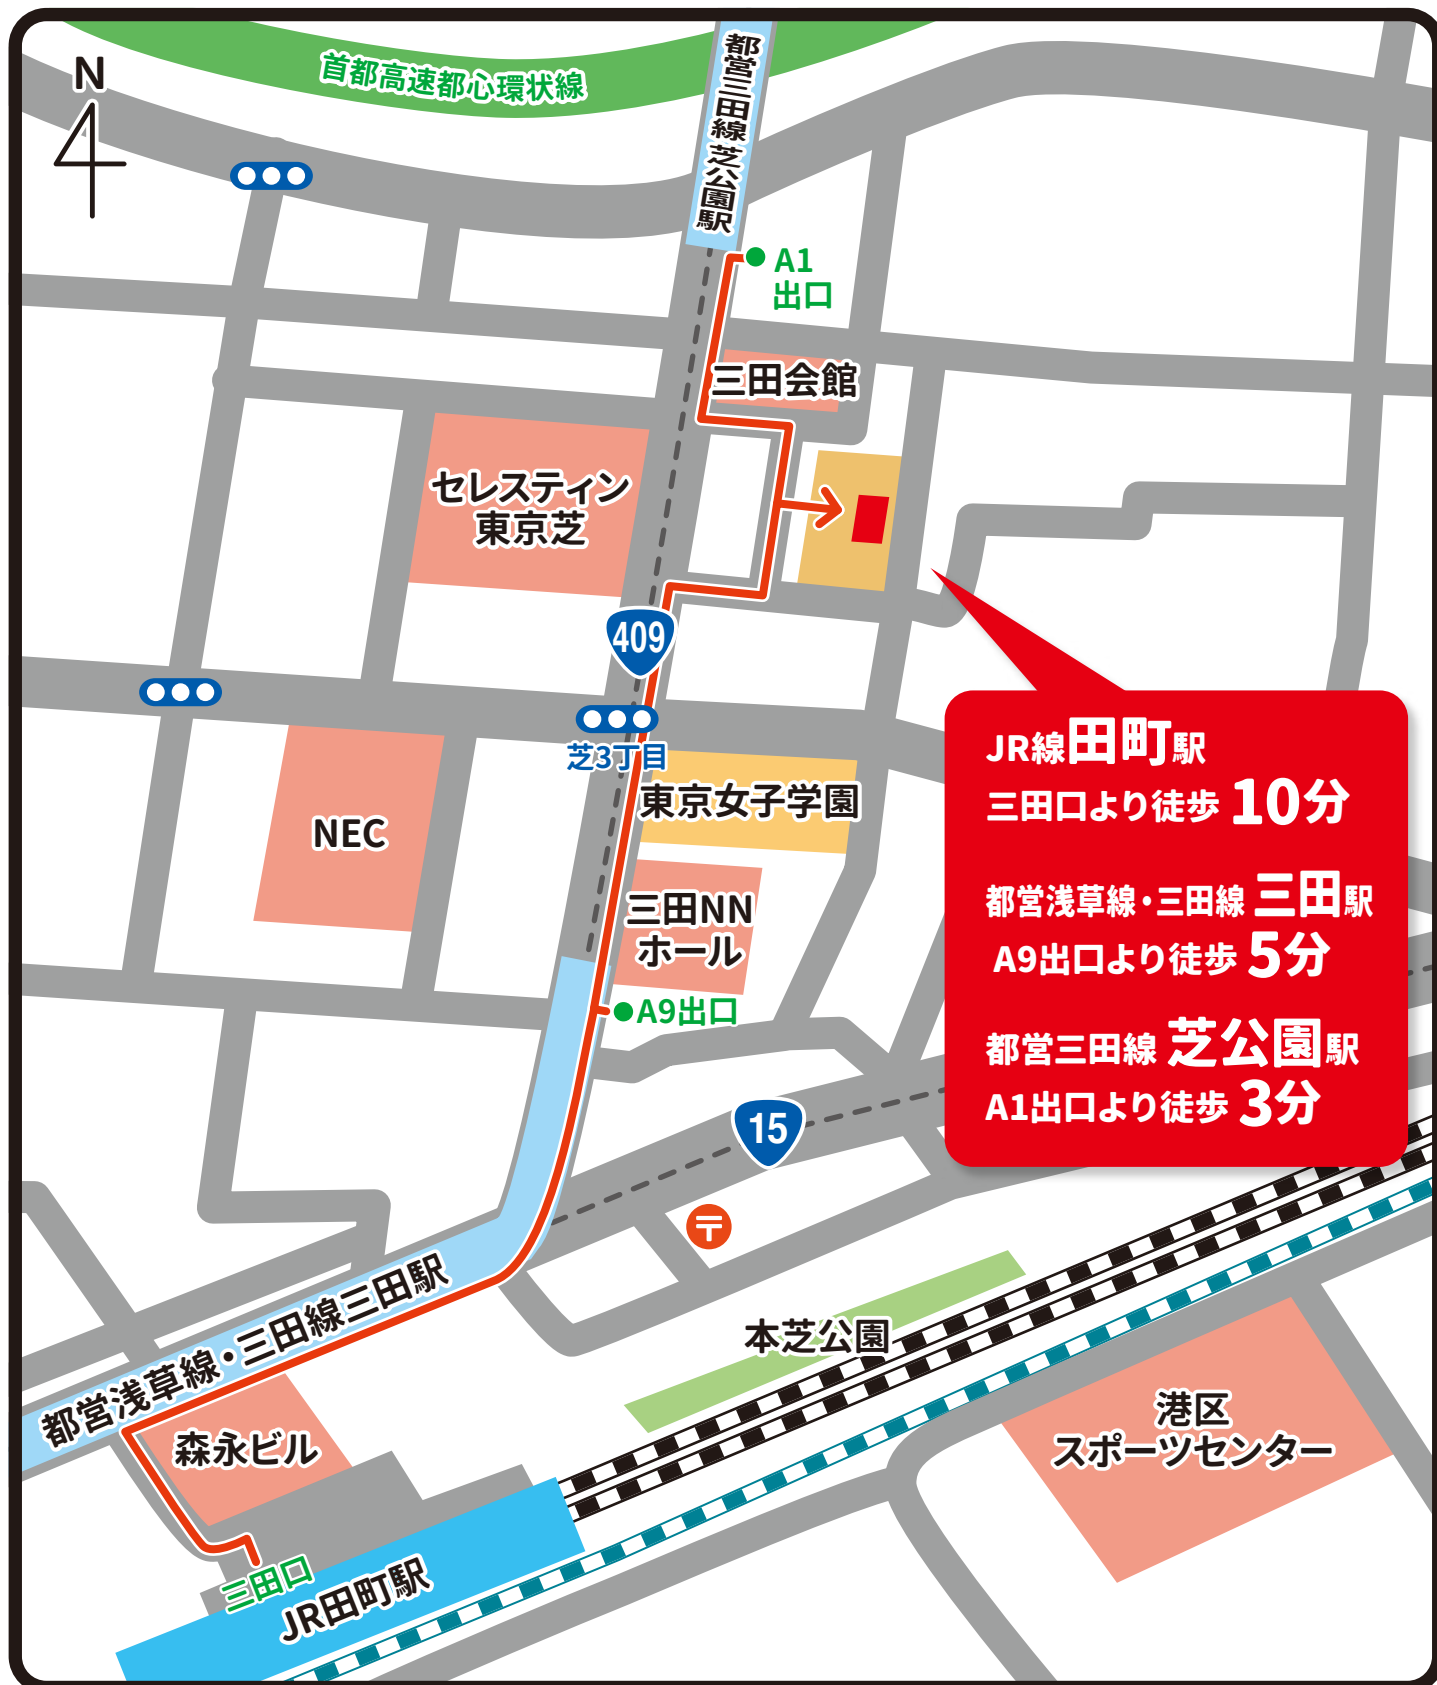 首都高速都心環状線
N
都営三田線 芝公園駅
A1
出口
三田会館
セレスティン
東京芝
409
芝3丁目
東京女子学園
NEC
三田NN
ホール
A9出口
JR線田町駅
三田口より徒歩 10分
都営浅草線・三田線 三田駅
A9出口より徒歩 5分
都営三田線 芝公園駅
A1出口より徒歩 3分
15
〒
都営浅草線・三田線三田駅
本芝公園
港区
スポーツセンター
森永ビル
三田口
JR田町駅